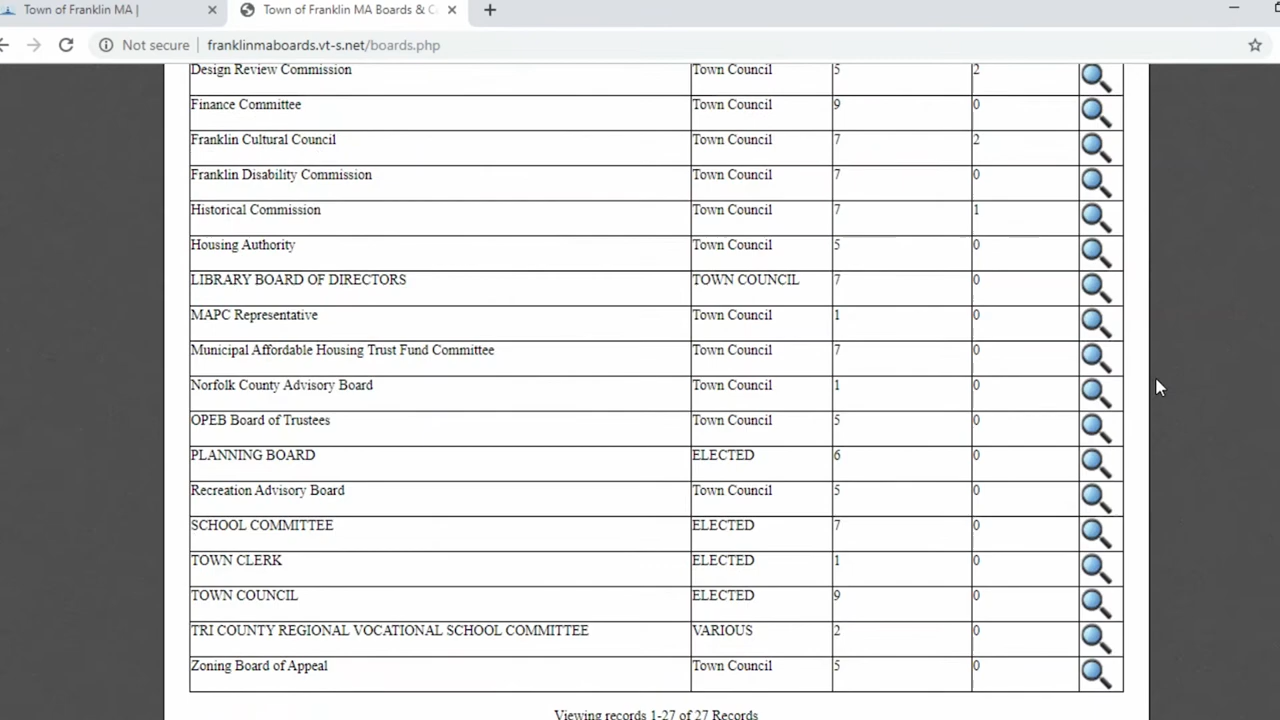 Town of Franklin MA |
Town of Franklin MA Boards & C
Not secure franklinmaboards.vt-s.net/boards.php
Design Review Commission Town Council 5 2
Finance Committee Town Council 9 0
Franklin Cultural Council Town Council 7 2
Franklin Disability Commission Town Council 7 0
Historical Commission Town Council 7 1
Housing Authority Town Council 5 0
LIBRARY BOARD OF DIRECTORS TOWN COUNCIL 7 0
MAPC Representative Town Council 1 0
Municipal Affordable Housing Trust Fund Committee Town Council 7 0
Norfolk County Advisory Board Town Council 1 0
OPEB Board of Trustees Town Council 5 0
PLANNING BOARD ELECTED 6 0
Recreation Advisory Board Town Council 5 0
SCHOOL COMMITTEE ELECTED 7 0
TOWN CLERK ELECTED 1 0
TOWN COUNCIL ELECTED 9 0
TRI COUNTY REGIONAL VOCATIONAL SCHOOL COMMITTEE VARIOUS 2 0
Zoning Board of Appeal Town Council 5 0
Viewing records 1-27 of 27 Records